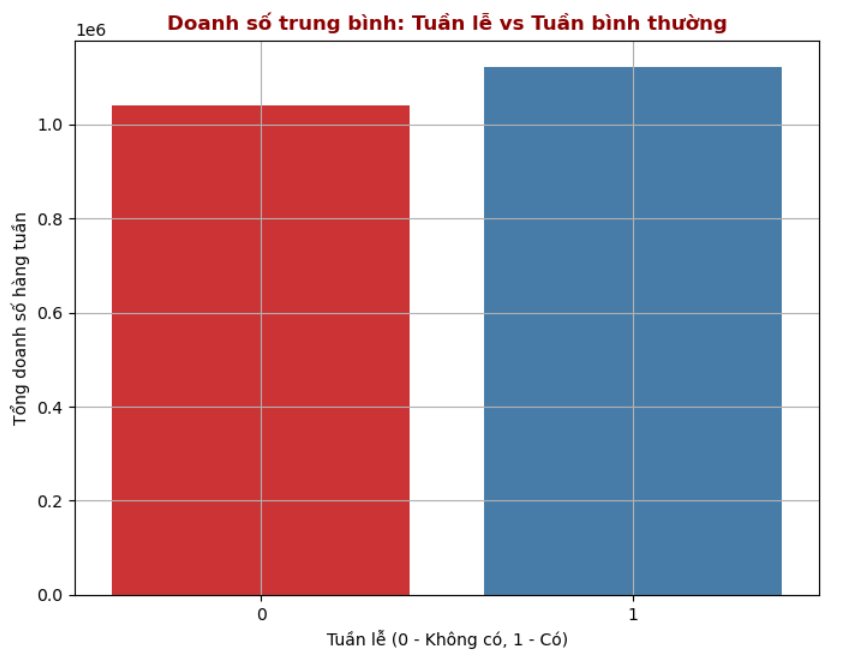 Doanh số trung bình: Tuần lễ vs Tuần bình thường
1e6
1.0
0.8
0.6
0.4
0.2
0.0
Tổng doanh số hàng tuần
0
1
Tuần lễ (0 - Không có, 1 - Có)